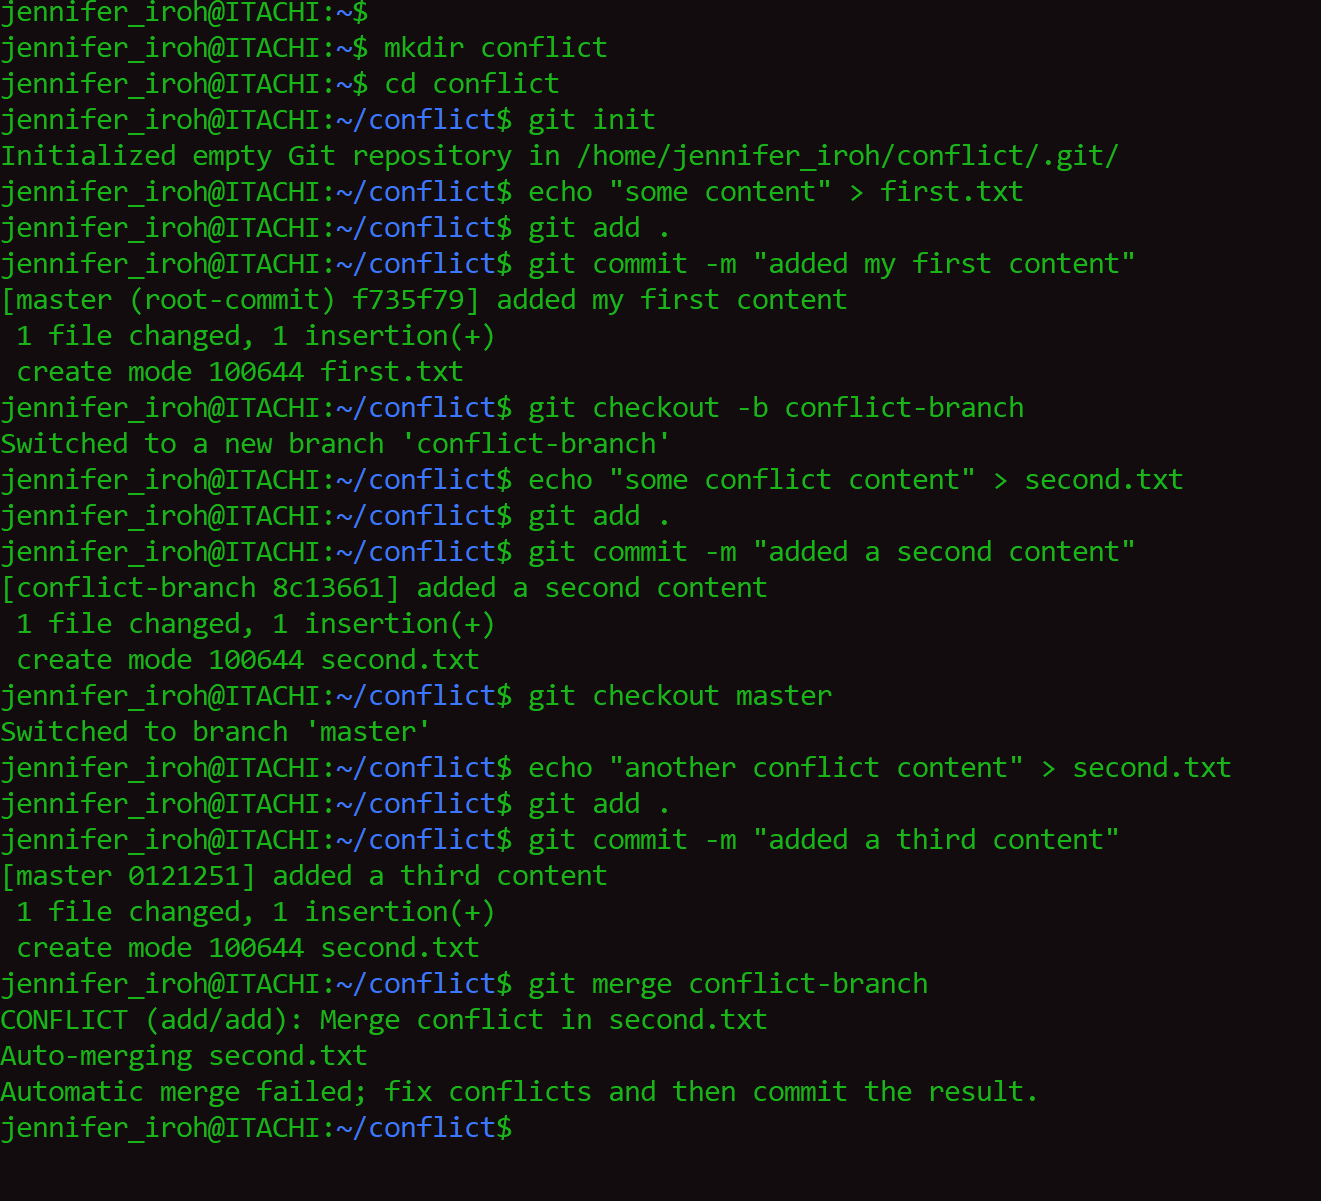 jennifer_iroh@ITACHI:~$
jennifer_iroh@ITACHI:~$ mkdir conflict
jennifer_iroh@ITACHI:~$ cd conflict
jennifer_iroh@ITACHI:~/conflict$ git init
Initialized empty Git repository in /home/jennifer_iroh/conflict/.git/
jennifer_iroh@ITACHI:~/conflict$ echo "some content" > first.txt
jennifer_iroh@ITACHI:~/conflict$ git add .
jennifer_iroh@ITACHI:~/conflict$ git commit -m "added my first content"
[master (root-commit) f735f79] added my first content
 1 file changed, 1 insertion(+)
 create mode 100644 first.txt
jennifer_iroh@ITACHI:~/conflict$ git checkout -b conflict-branch
Switched to a new branch 'conflict-branch'
jennifer_iroh@ITACHI:~/conflict$ echo "some conflict content" > second.txt
jennifer_iroh@ITACHI:~/conflict$ git add .
jennifer_iroh@ITACHI:~/conflict$ git commit -m "added a second content"
[conflict-branch 8c13661] added a second content
 1 file changed, 1 insertion(+)
 create mode 100644 second.txt
jennifer_iroh@ITACHI:~/conflict$ git checkout master
Switched to branch 'master'
jennifer_iroh@ITACHI:~/conflict$ echo "another conflict content" > second.txt
jennifer_iroh@ITACHI:~/conflict$ git add .
jennifer_iroh@ITACHI:~/conflict$ git commit -m "added a third content"
[master 0121251] added a third content
 1 file changed, 1 insertion(+)
 create mode 100644 second.txt
jennifer_iroh@ITACHI:~/conflict$ git merge conflict-branch
CONFLICT (add/add): Merge conflict in second.txt
Auto-merging second.txt
Automatic merge failed; fix conflicts and then commit the result.
jennifer_iroh@ITACHI:~/conflict$